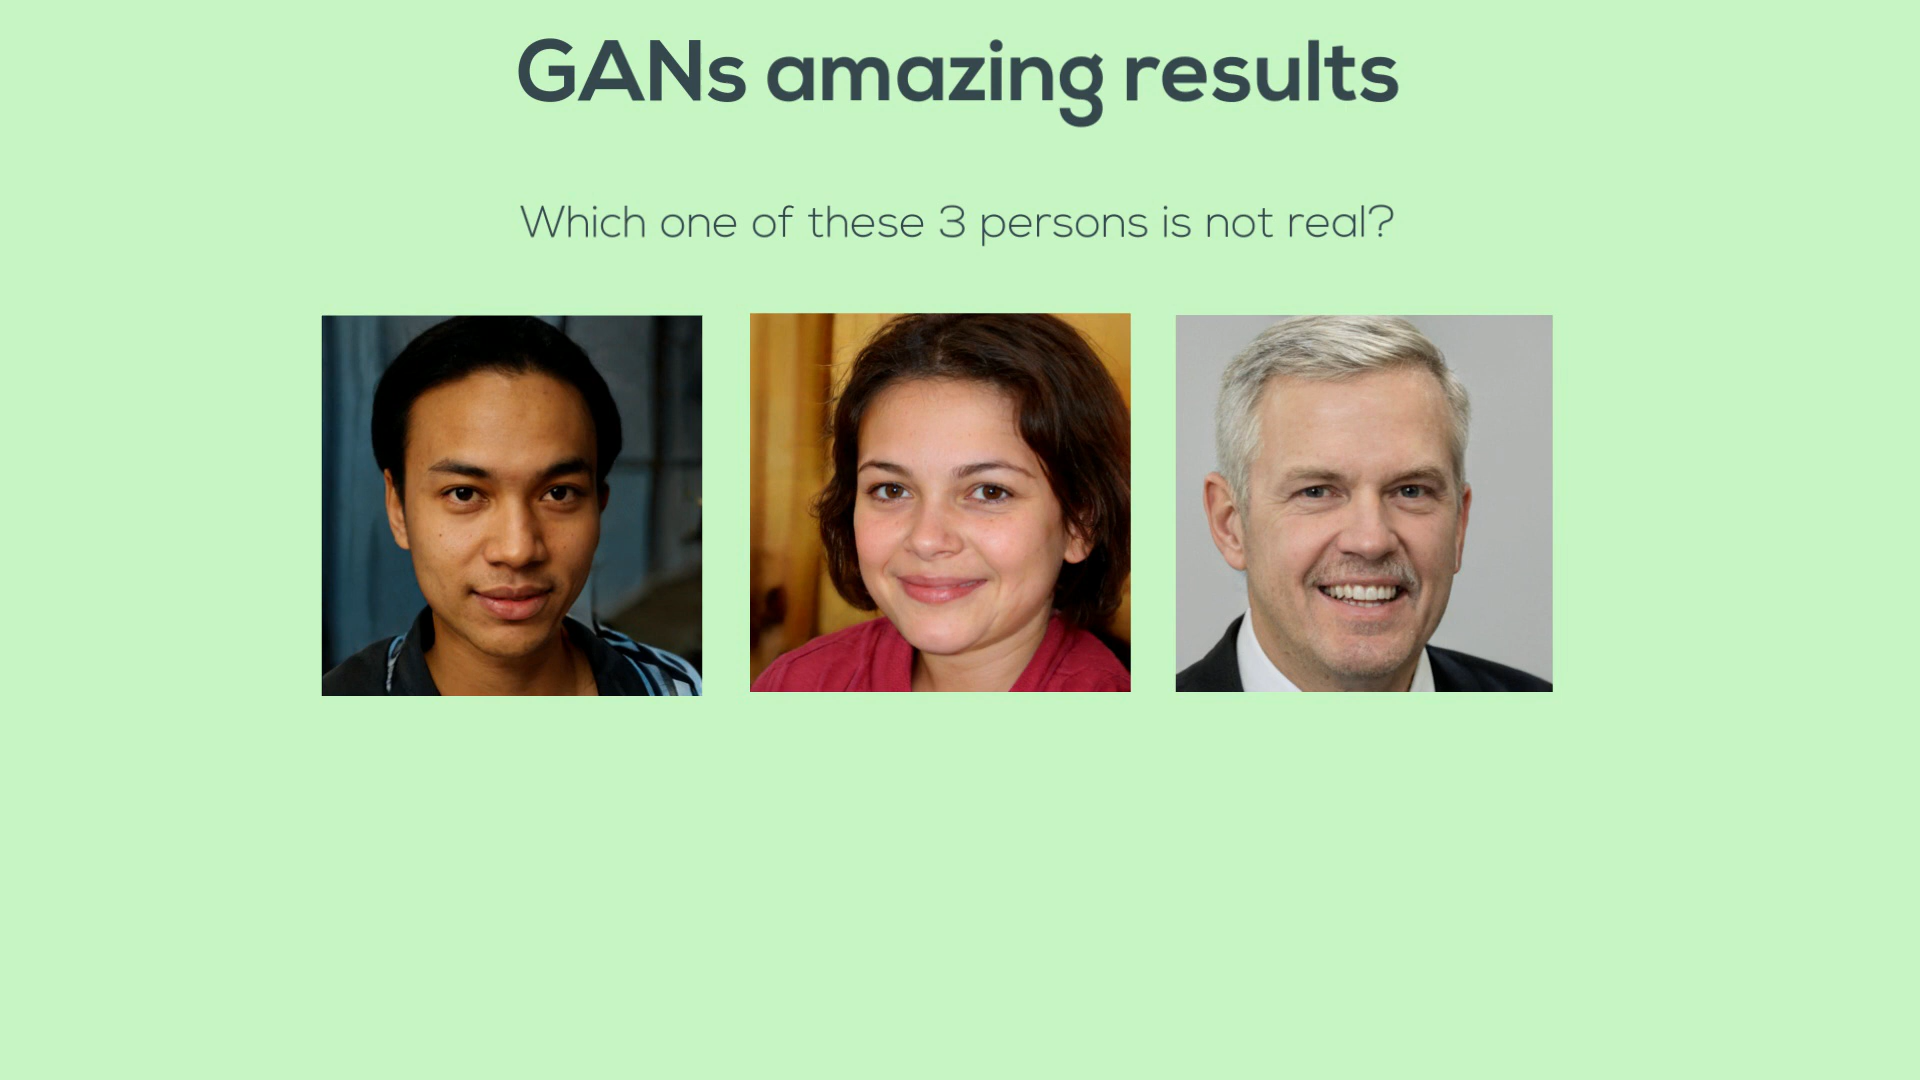 GANs amazing results
Which one of these 3 persons is not real?